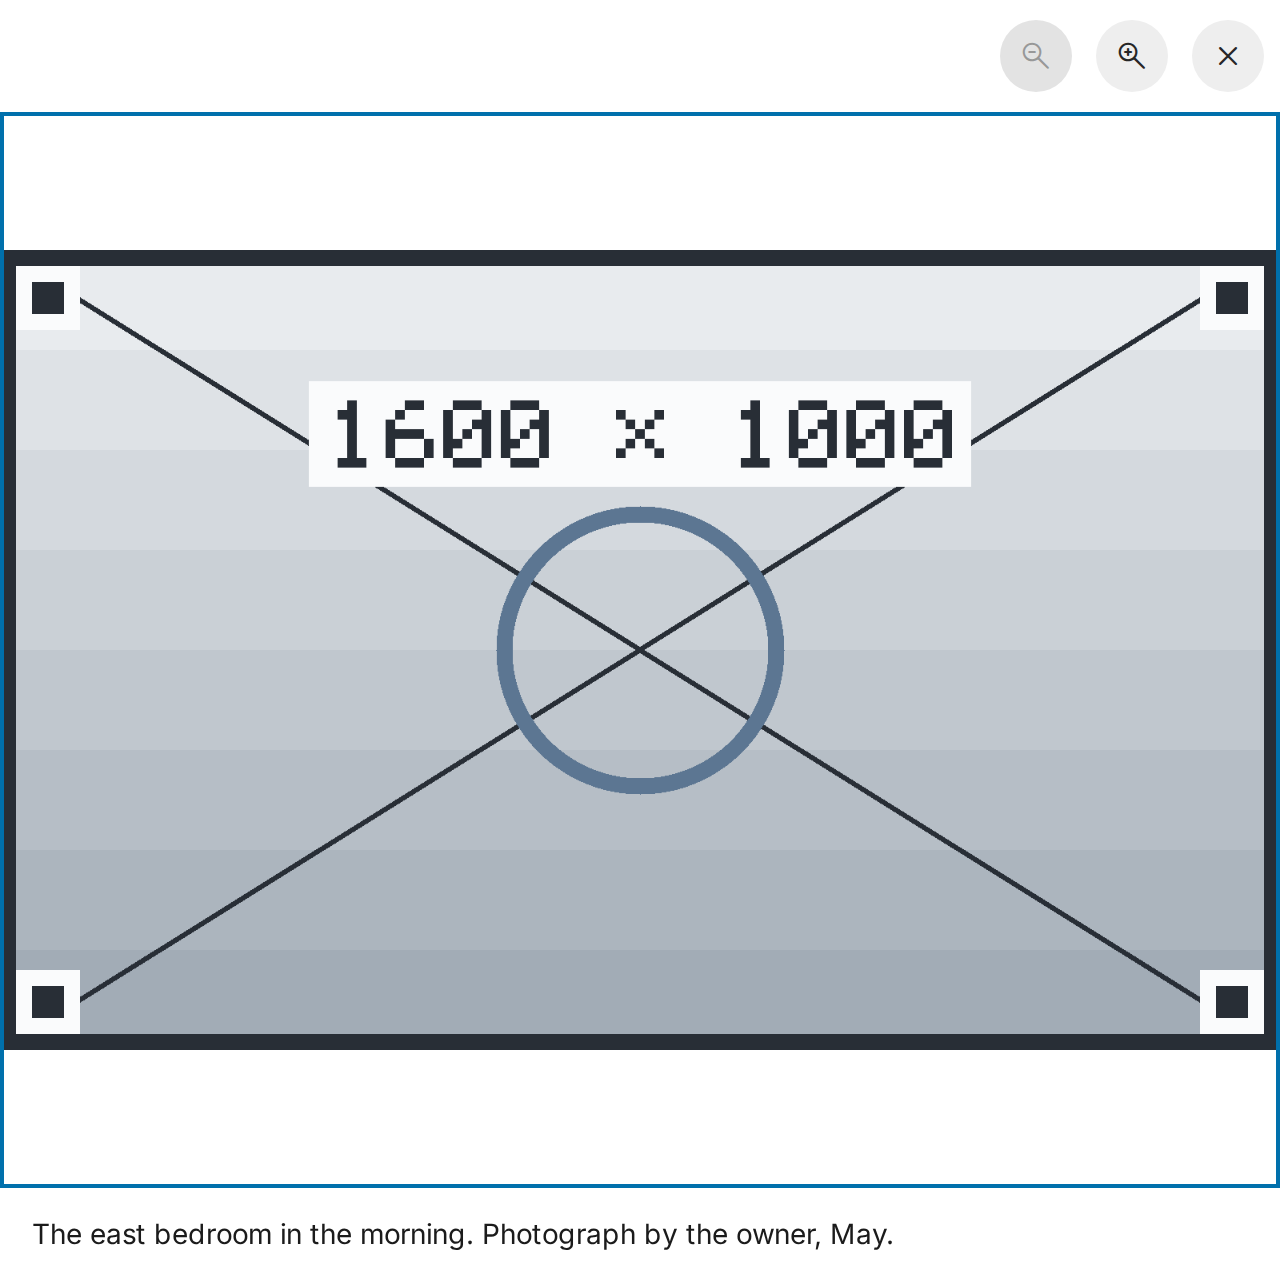 1600 x 1000
The east bedroom in the morning. Photograph by the owner, May.